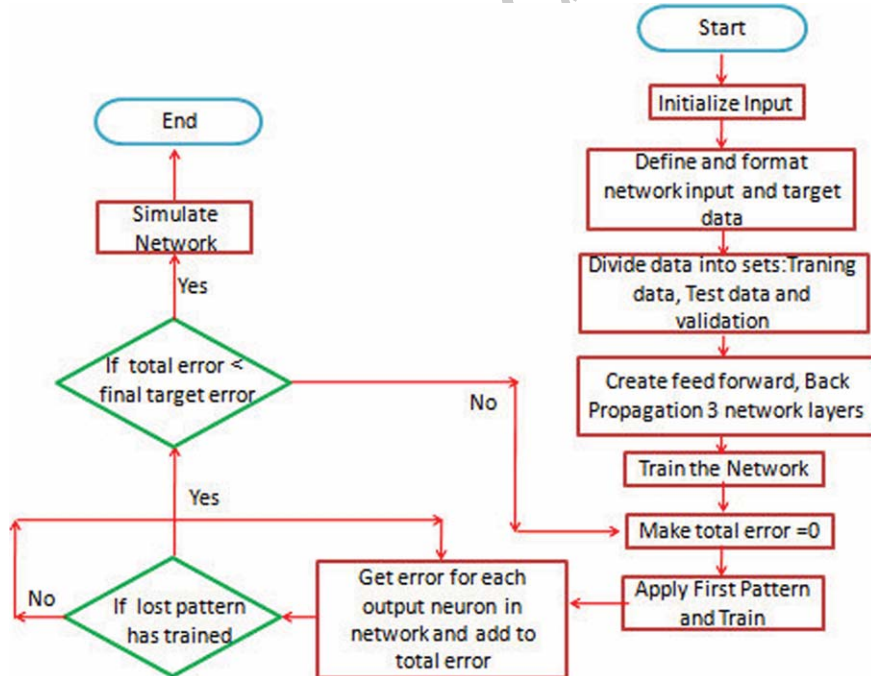 Start
Initialize Input
Define and format
network input and target
data
Divide data into sets:Traning
data, Test data and
validation
Create feed forward, Back
Propagation 3 network layers
Train the Network
Make total error =0
Apply First Pattern
and Train
Get error for each
output neuron in
network and add to
total error
If lost pattern
has trained
No
Yes
If total error <
final target error
No
Yes
Simulate
Network
End